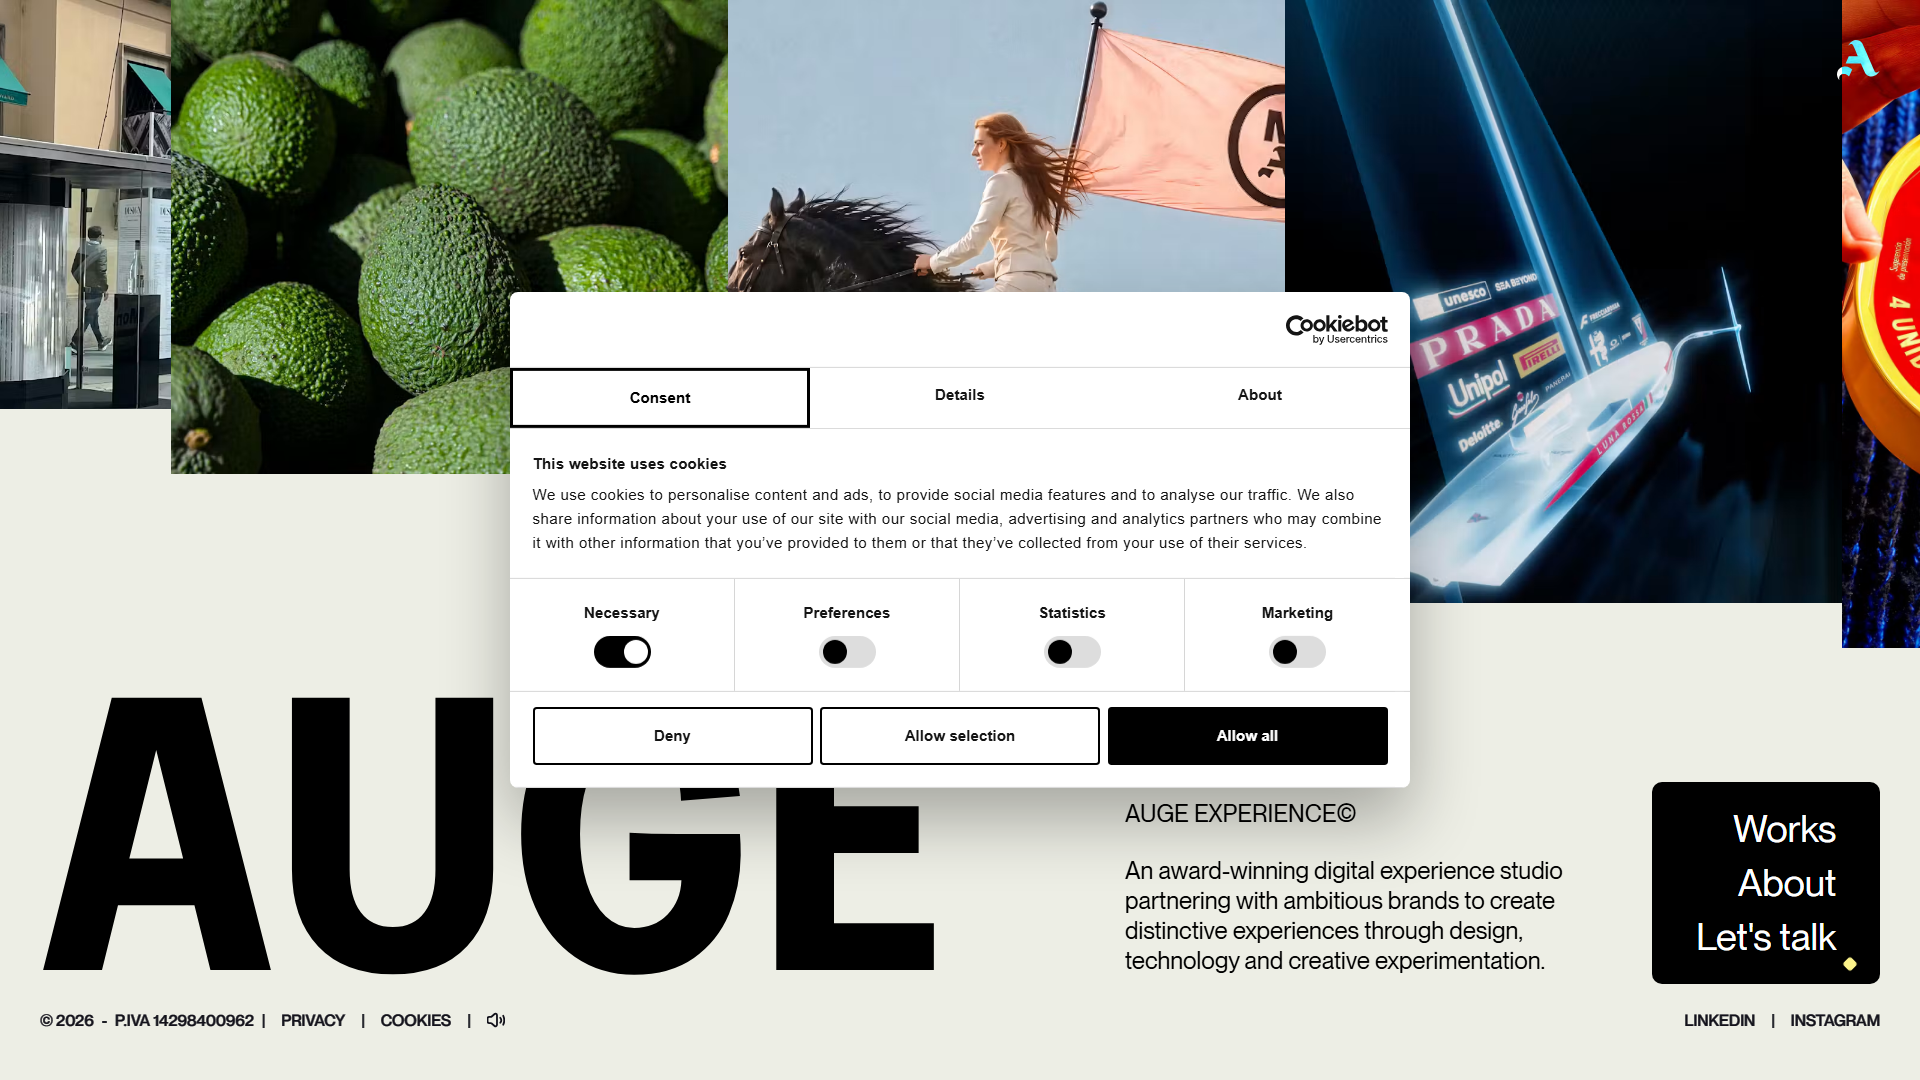 unesco
SEA BEYOND
PRADA
PIRELLI
Unipol
PANERAI
Deloitte.
LUNA ROSSA
Sugerencia
de presentación
4 UNID
Cookiebot
by Usercentrics
Consent
Details
About
This website uses cookies
We use cookies to personalise content and ads, to provide social media features and to analyse our traffic. We also
share information about your use of our site with our social media, advertising and analytics partners who may combine
it with other information that you’ve provided to them or that they’ve collected from your use of their services.
Necessary
Preferences
Statistics
Marketing
Deny
Allow selection
Allow all
AUGE
AUGE EXPERIENCE©
An award-winning digital experience studio
partnering with ambitious brands to create
distinctive experiences through design,
technology and creative experimentation.
Works
About
Let's talk
© 2026 - P.IVA 14298400962 | PRIVACY | COOKIES |
LINKEDIN | INSTAGRAM